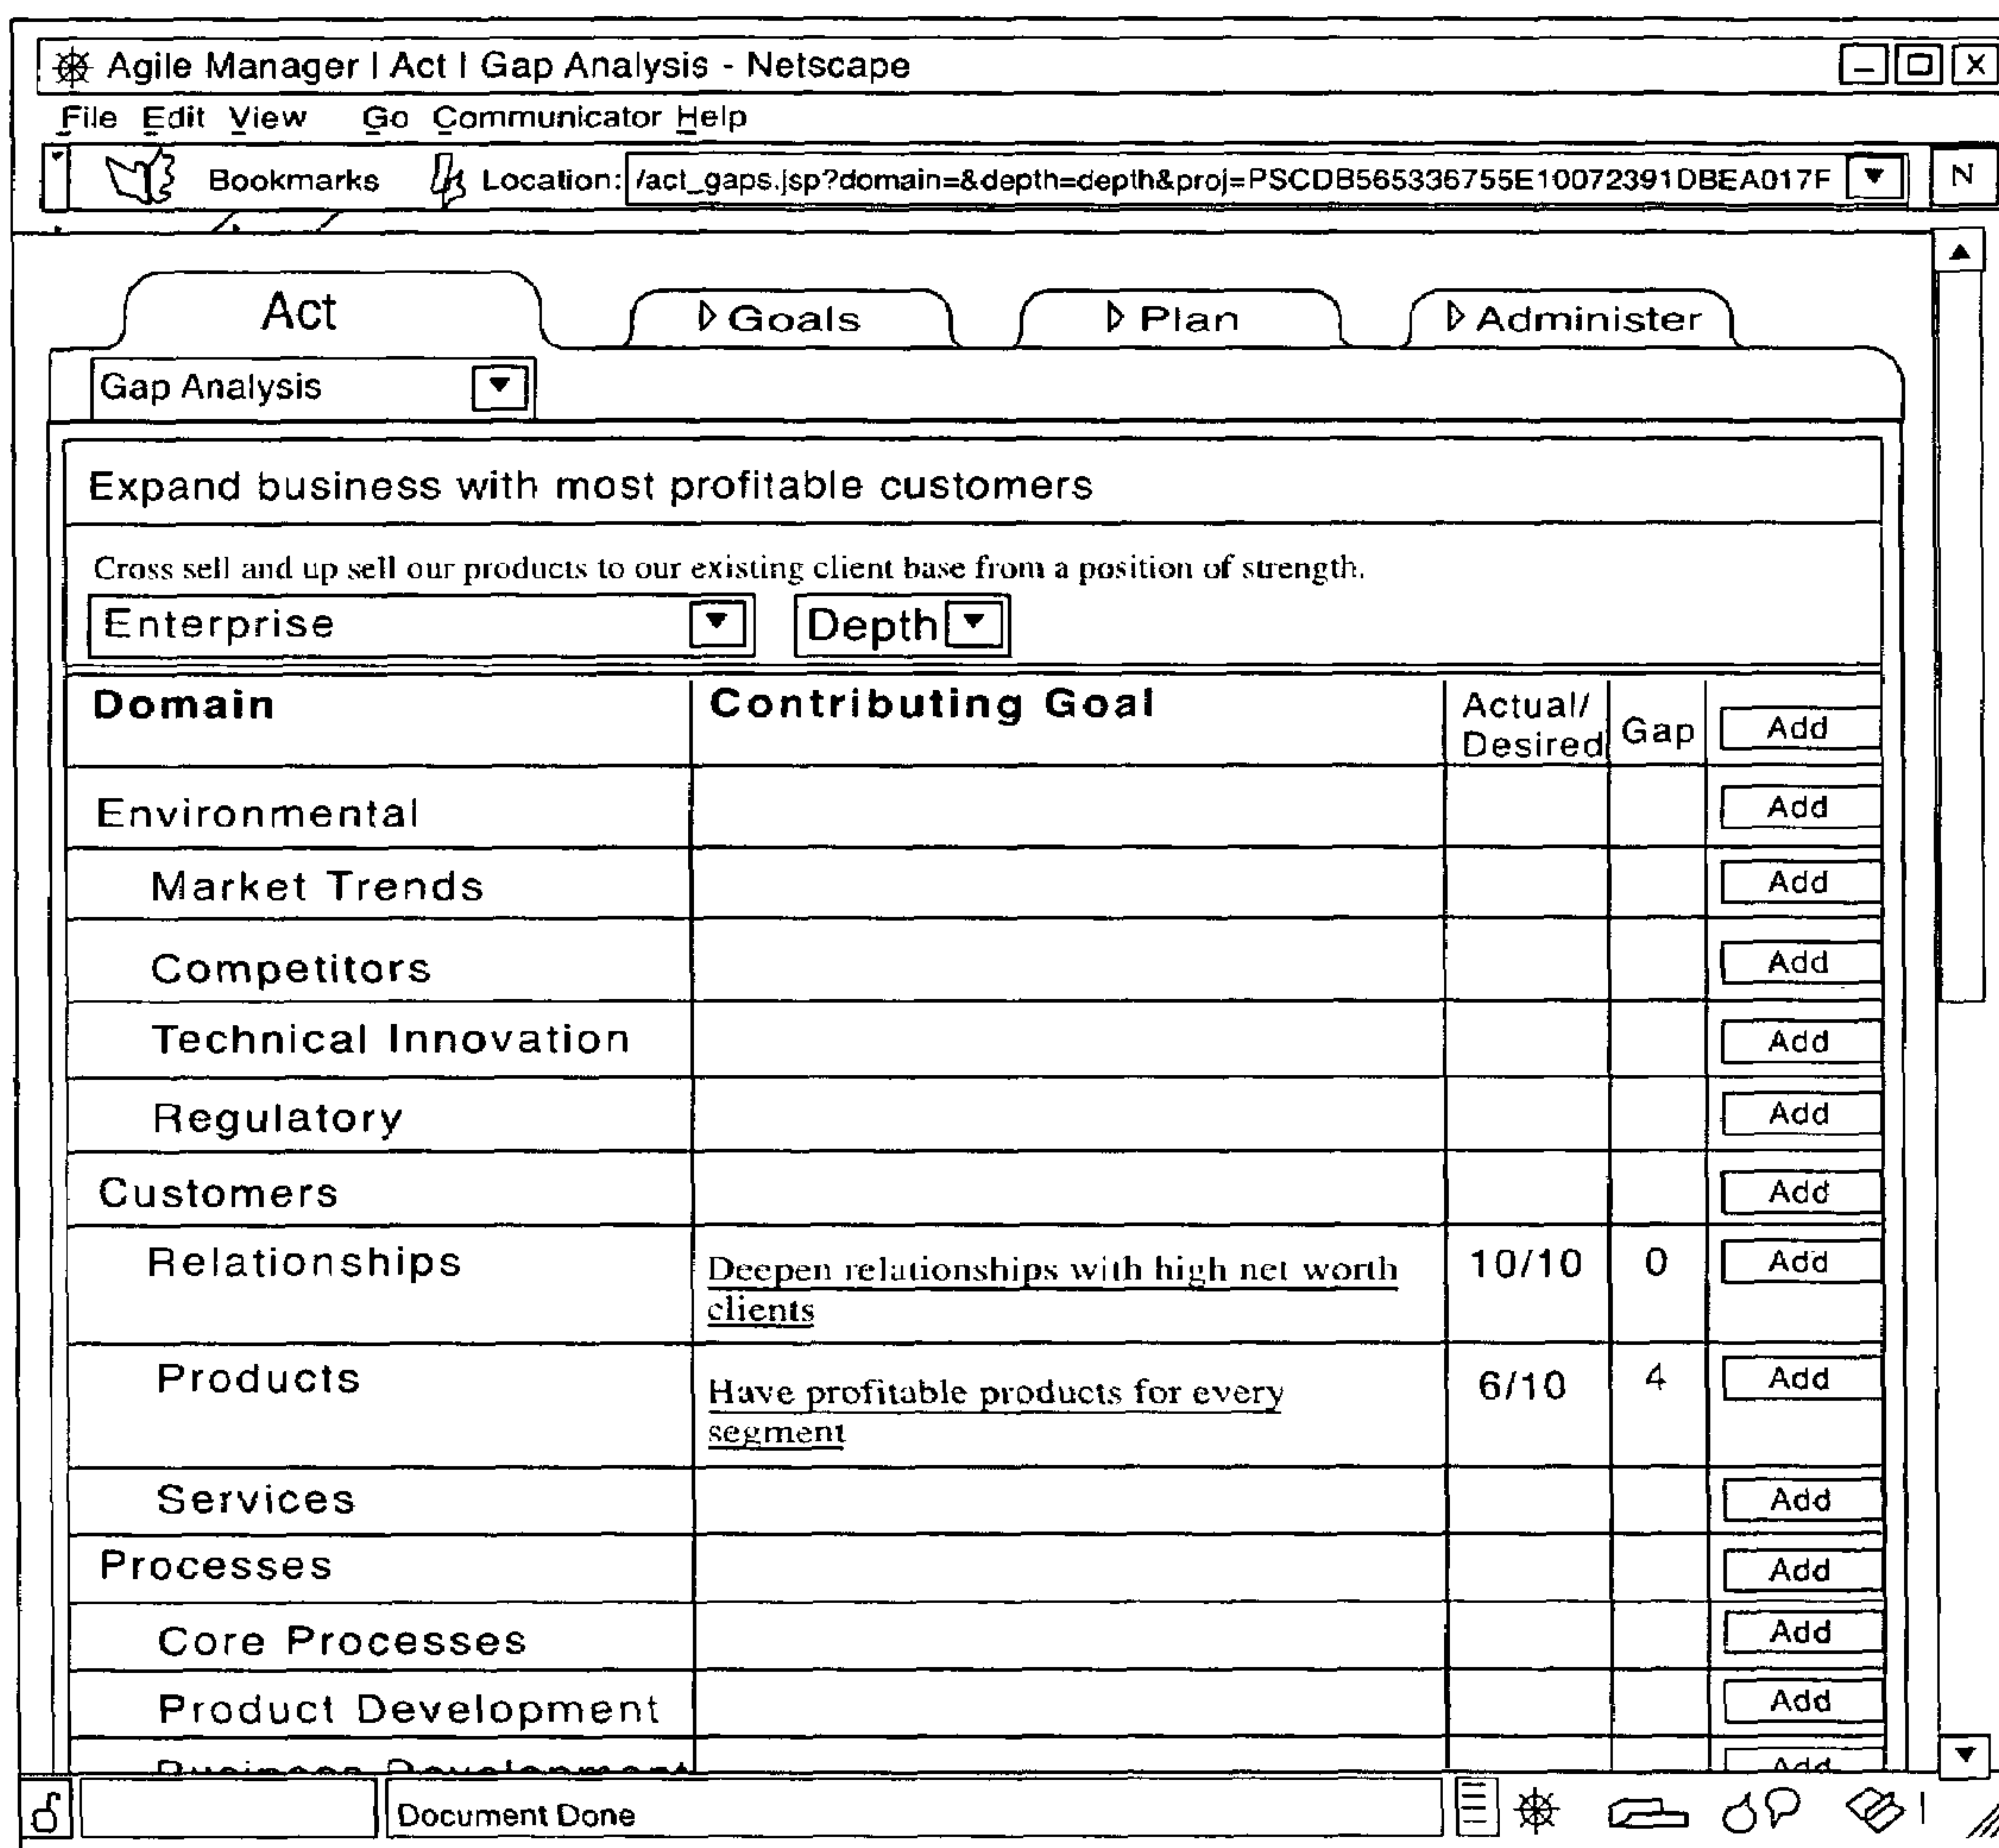 Agile Manager | Act | Gap Analysis - Netscape
File Edit View Go Communicator Help
Bookmarks Location: /act_gaps.jsp?domain=&depth=depth&proj=PSCDB565336755E10072391DBEA017F N
Act Goals Plan Administer
Gap Analysis
Expand business with most profitable customers
Cross sell and up sell our products to our existing client base from a position of strength.
Enterprise Depth
Domain Contributing Goal Actual/ Desired Gap Add
Environmental Add
Market Trends Add
Competitors Add
Technical Innovation Add
Regulatory Add
Customers Add
Relationships Deepen relationships with high net worth 10/10 0 Add
clients
Products Have profitable products for every 6/10 4 Add
segment
Services Add
Processes Add
Core Processes Add
Product Development Add
Business Development Add
Document Done